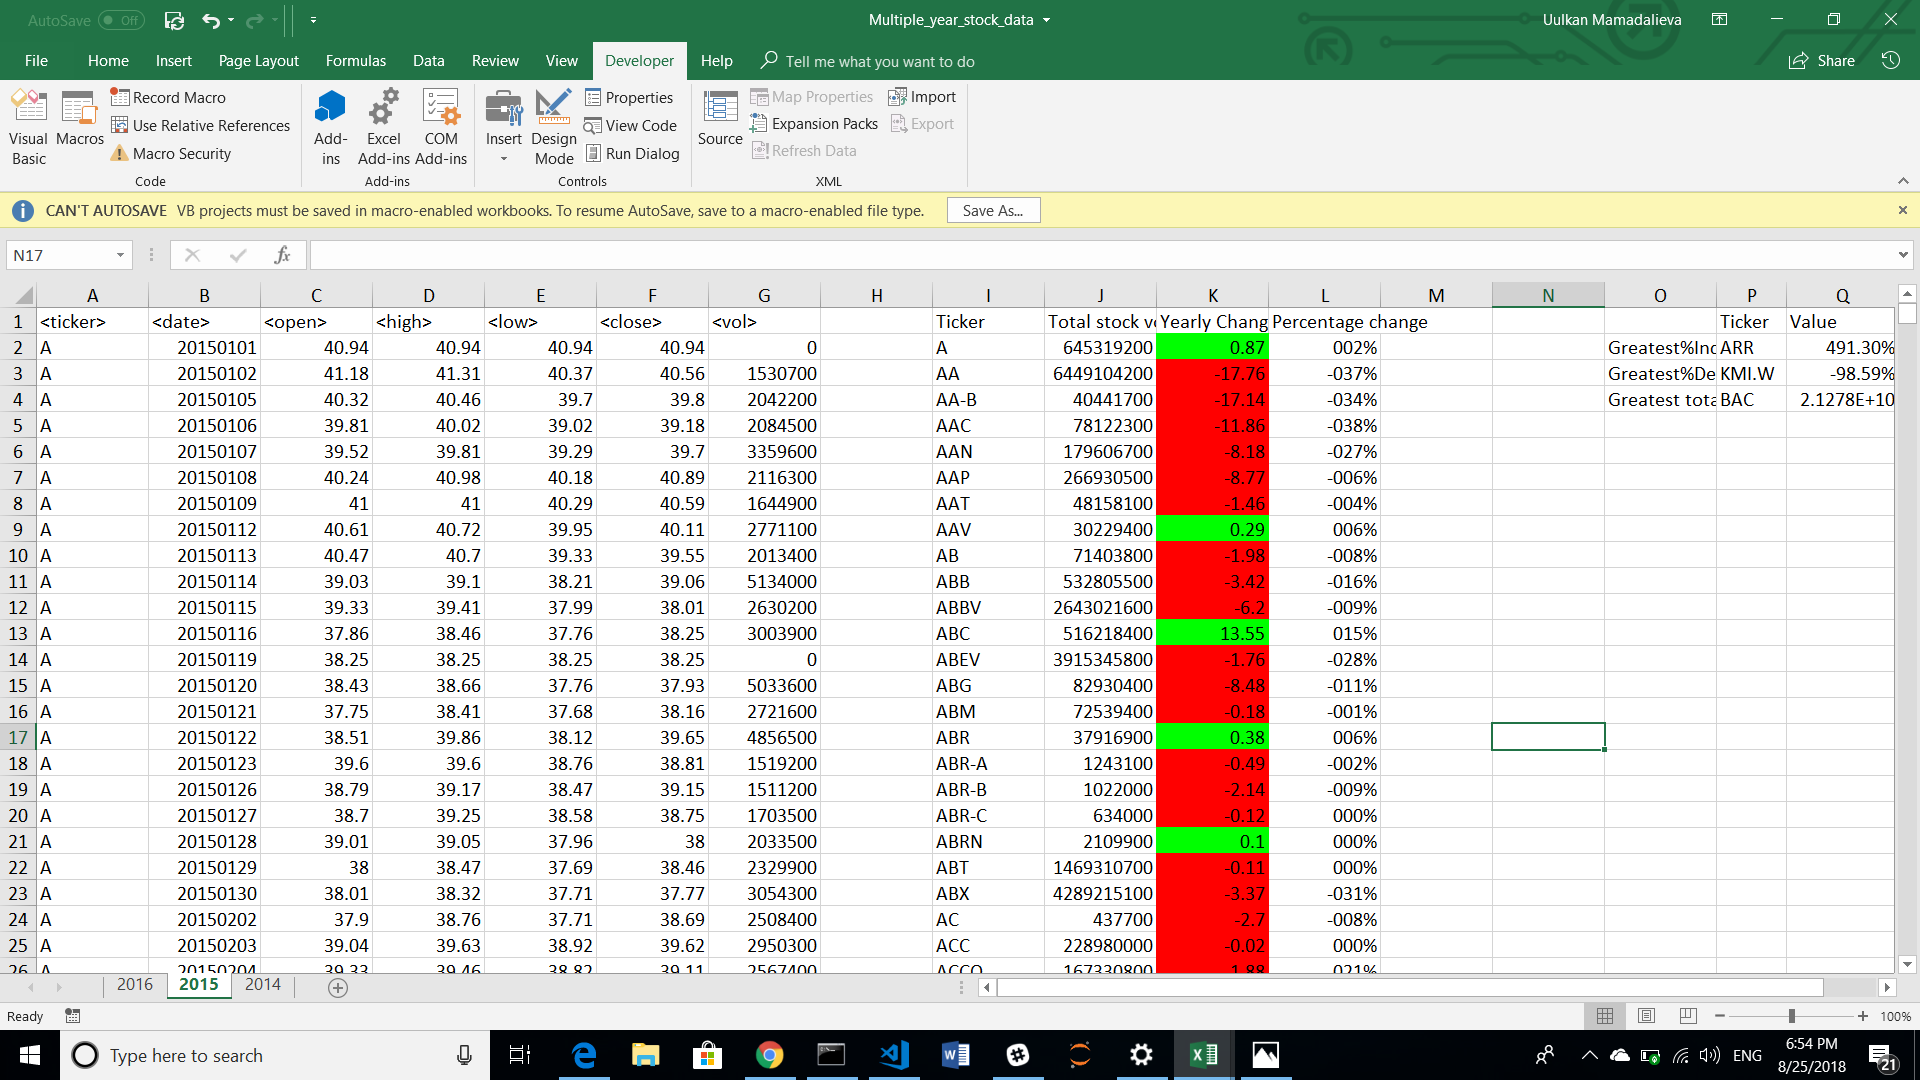 AutoSave Off Multiple_year_stock_data Uulkan Mamadalieva
File Home Insert Page Layout Formulas Data Review View Developer Help Tell me what you want to do Share
Visual Basic
Macros
Record Macro
Use Relative References
Macro Security
Code
Add-ins
Excel Add-ins
COM Add-ins
Add-ins
Insert
Design Mode
Properties
View Code
Run Dialog
Controls
Source
Map Properties
Expansion Packs
Refresh Data
Import
Export
XML
CAN'T AUTOSAVE VB projects must be saved in macro-enabled workbooks. To resume AutoSave, save to a macro-enabled file type. Save As...
N17 fx
A B C D E F G H I J K L M N O P Q
1 <ticker> <date> <open> <high> <low> <close> <vol> Ticker Total stock v Yearly Chang Percentage change Ticker Value
2 A 20150101 40.94 40.94 40.94 40.94 0 A 645319200 0.87 002% Greatest%Inc ARR 491.30%
3 A 20150102 41.18 41.31 40.37 40.56 1530700 AA 6449104200 -17.76 -037% Greatest%De KMI.W -98.59%
4 A 20150105 40.32 40.46 39.7 39.8 2042200 AA-B 40441700 -17.14 -034% Greatest tota BAC 2.1278E+10
5 A 20150106 39.81 40.02 39.02 39.18 2084500 AAC 78122300 -11.86 -038%
6 A 20150107 39.52 39.81 39.29 39.7 3359600 AAN 179606700 -8.18 -027%
7 A 20150108 40.24 40.98 40.18 40.89 2116300 AAP 266930500 -8.77 -006%
8 A 20150109 41 41 40.29 40.59 1644900 AAT 48158100 -1.46 -004%
9 A 20150112 40.61 40.72 39.95 40.11 2771100 AAV 30229400 0.29 006%
10 A 20150113 40.47 40.7 39.33 39.55 2013400 AB 71403800 -1.98 -008%
11 A 20150114 39.03 39.1 38.21 39.06 5134000 ABB 532805500 -3.42 -016%
12 A 20150115 39.33 39.41 37.99 38.01 2630200 ABBV 2643021600 -6.2 -009%
13 A 20150116 37.86 38.46 37.76 38.25 3003900 ABC 516218400 13.55 015%
14 A 20150119 38.25 38.25 38.25 38.25 0 ABEV 3915345800 -1.76 -028%
15 A 20150120 38.43 38.66 37.76 37.93 5033600 ABG 82930400 -8.48 -011%
16 A 20150121 37.75 38.41 37.68 38.16 2721600 ABM 72539400 -0.18 -001%
17 A 20150122 38.51 39.86 38.12 39.65 4856500 ABR 37916900 0.38 006%
18 A 20150123 39.6 39.6 38.76 38.81 1519200 ABR-A 1243100 -0.49 -002%
19 A 20150126 38.79 39.17 38.47 39.15 1511200 ABR-B 1022000 -2.14 -009%
20 A 20150127 38.7 39.25 38.58 38.75 1703500 ABR-C 634000 -0.12 000%
21 A 20150128 39.01 39.05 37.96 38 2033500 ABRN 2109900 0.1 000%
22 A 20150129 38 38.47 37.69 38.46 2329900 ABT 1469310700 -0.11 000%
23 A 20150130 38.01 38.32 37.71 37.77 3054300 ABX 4289215100 -3.37 -031%
24 A 20150202 37.9 38.76 37.71 38.69 2508400 AC 437700 -2.7 -008%
25 A 20150203 39.04 39.63 38.92 39.62 2950300 ACC 228980000 -0.02 000%
26 A 20150204 39.33 39.46 38.82 39.11 2567400 ACCO 167330800
2016 2015 2014
Ready 100%
Type here to search ENG 6:54 PM
8/25/2018 21